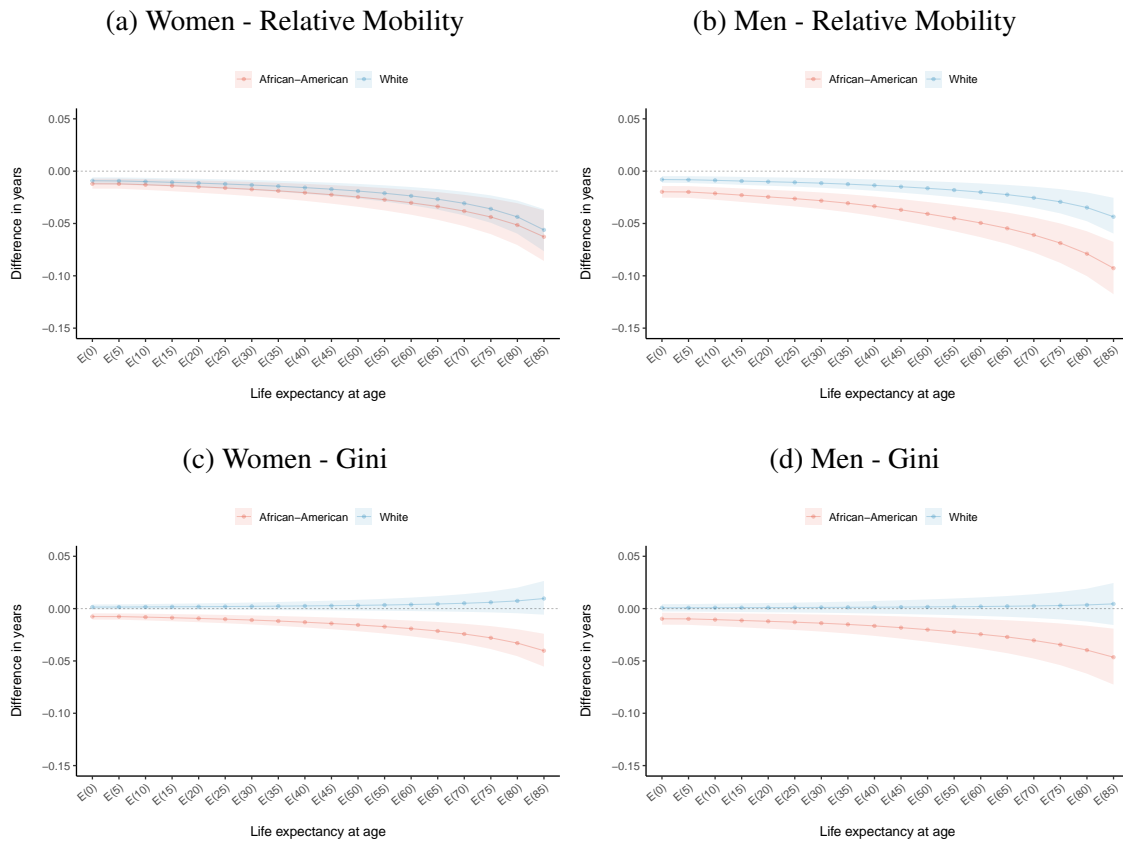 (a) Women - Relative Mobility
African−American White
0.05
0.00
−0.05
−0.10
−0.15
Difference in years
E(0) E(5) E(10) E(15) E(20) E(25) E(30) E(35) E(40) E(45) E(50) E(55) E(60) E(65) E(70) E(75) E(80) E(85)
Life expectancy at age
(b) Men - Relative Mobility
African−American White
0.05
0.00
−0.05
−0.10
−0.15
Difference in years
E(0) E(5) E(10) E(15) E(20) E(25) E(30) E(35) E(40) E(45) E(50) E(55) E(60) E(65) E(70) E(75) E(80) E(85)
Life expectancy at age
(c) Women - Gini
African−American White
0.05
0.00
−0.05
−0.10
−0.15
Difference in years
E(0) E(5) E(10) E(15) E(20) E(25) E(30) E(35) E(40) E(45) E(50) E(55) E(60) E(65) E(70) E(75) E(80) E(85)
Life expectancy at age
(d) Men - Gini
African−American White
0.05
0.00
−0.05
−0.10
−0.15
Difference in years
E(0) E(5) E(10) E(15) E(20) E(25) E(30) E(35) E(40) E(45) E(50) E(55) E(60) E(65) E(70) E(75) E(80) E(85)
Life expectancy at age